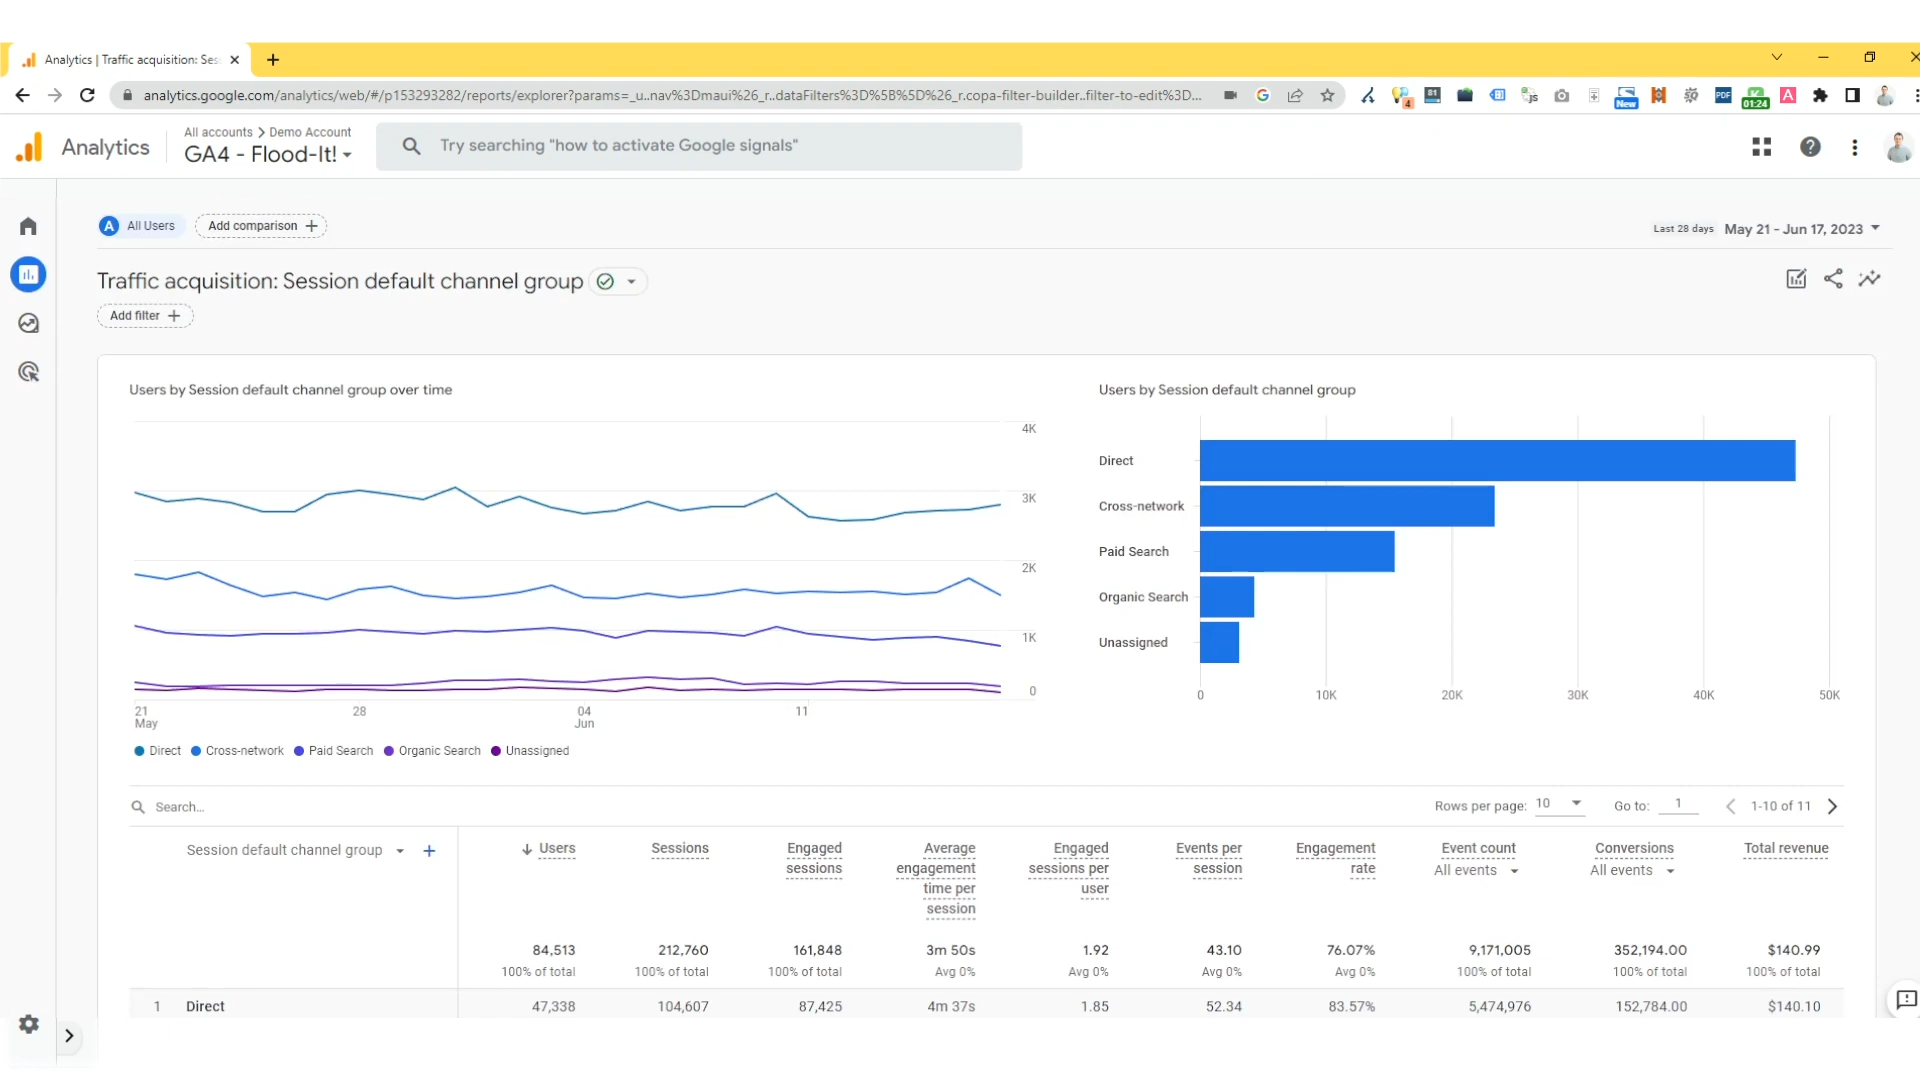 Analytics | Traffic acquisition: Ses
analytics.google.com/analytics/web/#/p153293282/reports/explorer?params=_u..nav%3Dmaui%26_r..dataFilters%3D%5B%5D%26_r.copa-filter-builder..filter-to-edit%3D...
4
81
js
New
PDF
01:24
A
Analytics
All accounts > Demo Account
GA4 - Flood-It!
Try searching "how to activate Google signals"
A All Users
Add comparison +
Last 28 days May 21 - Jun 17, 2023
Traffic acquisition: Session default channel group
Add filter +
Users by Session default channel group over time
4K
3K
2K
1K
0
21 May
28
04 Jun
11
Direct Cross-network Paid Search Organic Search Unassigned
Users by Session default channel group
Direct
Cross-network
Paid Search
Organic Search
Unassigned
0 10K 20K 30K 40K 50K
Search...
Rows per page: 10 Go to: 1 1-10 of 11
Session default channel group
Users
Sessions
Engaged sessions
Average engagement time per session
Engaged sessions per user
Events per session
Engagement rate
Event count
All events
Conversions
All events
Total revenue
84,513 212,760 161,848 3m 50s 1.92 43.10 76.07% 9,171,005 352,194.00 $140.99
100% of total 100% of total 100% of total Avg 0% Avg 0% Avg 0% Avg 0% 100% of total 100% of total 100% of total
1 Direct 47,338 104,607 87,425 4m 37s 1.85 52.34 83.57% 5,474,976 152,784.00 $140.10